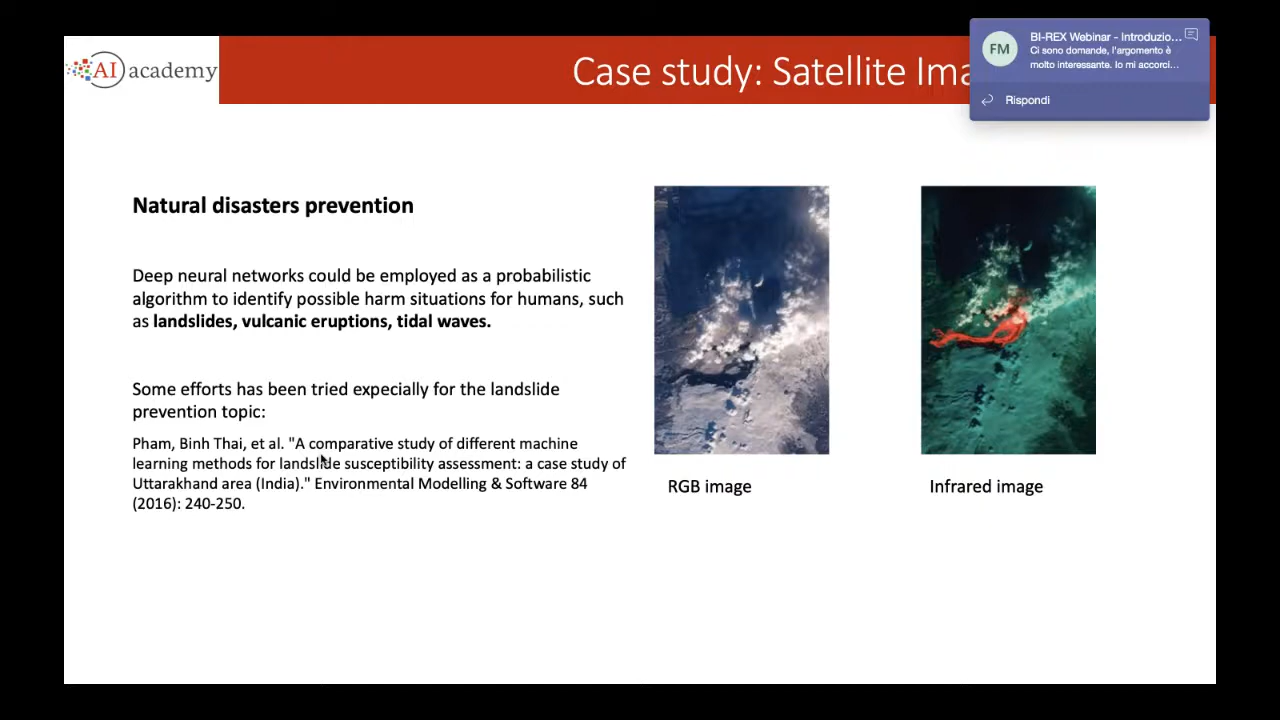 AI academy
Case study: Satellite Ima
FM
BI-REX Webinar - Introduzio...
Ci sono domande, l'argomento è
molto interessante. Io mi accorci...
Rispondi
Natural disasters prevention
Deep neural networks could be employed as a probabilistic
algorithm to identify possible harm situations for humans, such
as landslides, vulcanic eruptions, tidal waves.
Some efforts has been tried expecially for the landslide
prevention topic:
Pham, Binh Thai, et al. "A comparative study of different machine
learning methods for landslide susceptibility assessment: a case study of
Uttarakhand area (India)." Environmental Modelling & Software 84
(2016): 240-250.
RGB image
Infrared image